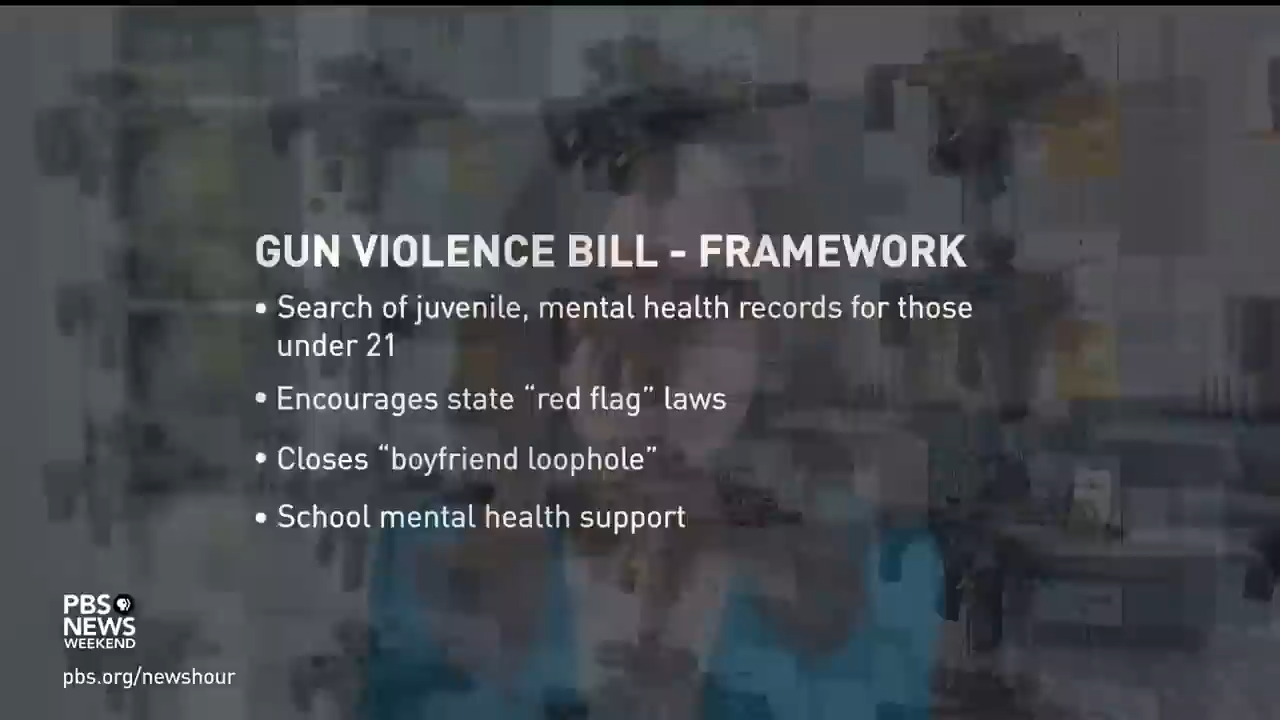 GUN VIOLENCE BILL - FRAMEWORK
• Search of juvenile, mental health records for those
under 21
• Encourages state “red flag” laws
• Closes “boyfriend loophole”
• School mental health support
PBS
NEWS
WEEKEND
pbs.org/newshour